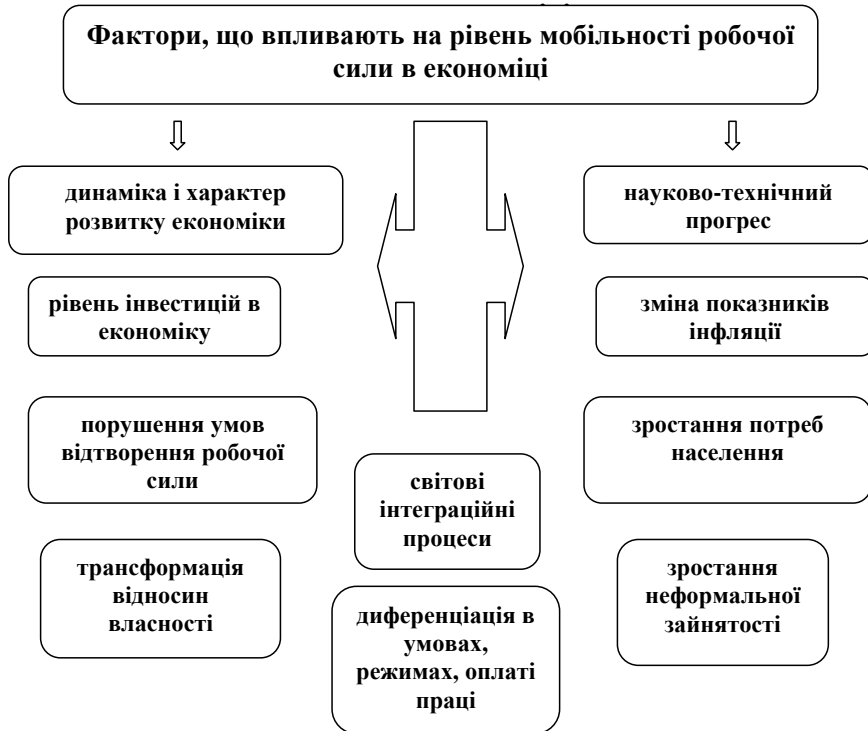 Фактори, що впливають на рівень мобільності робочої
сили в економіці
динаміка і характер
розвитку економіки
науково-технічний
прогрес
рівень інвестицій в
економіку
зміна показників
інфляції
порушення умов
відтворення робочої
сили
зростання потреб
населення
світові
інтеграційні
процеси
трансформація
відносин
власності
зростання
неформальної
зайнятості
диференціація в
умовах,
режимах, оплаті
праці